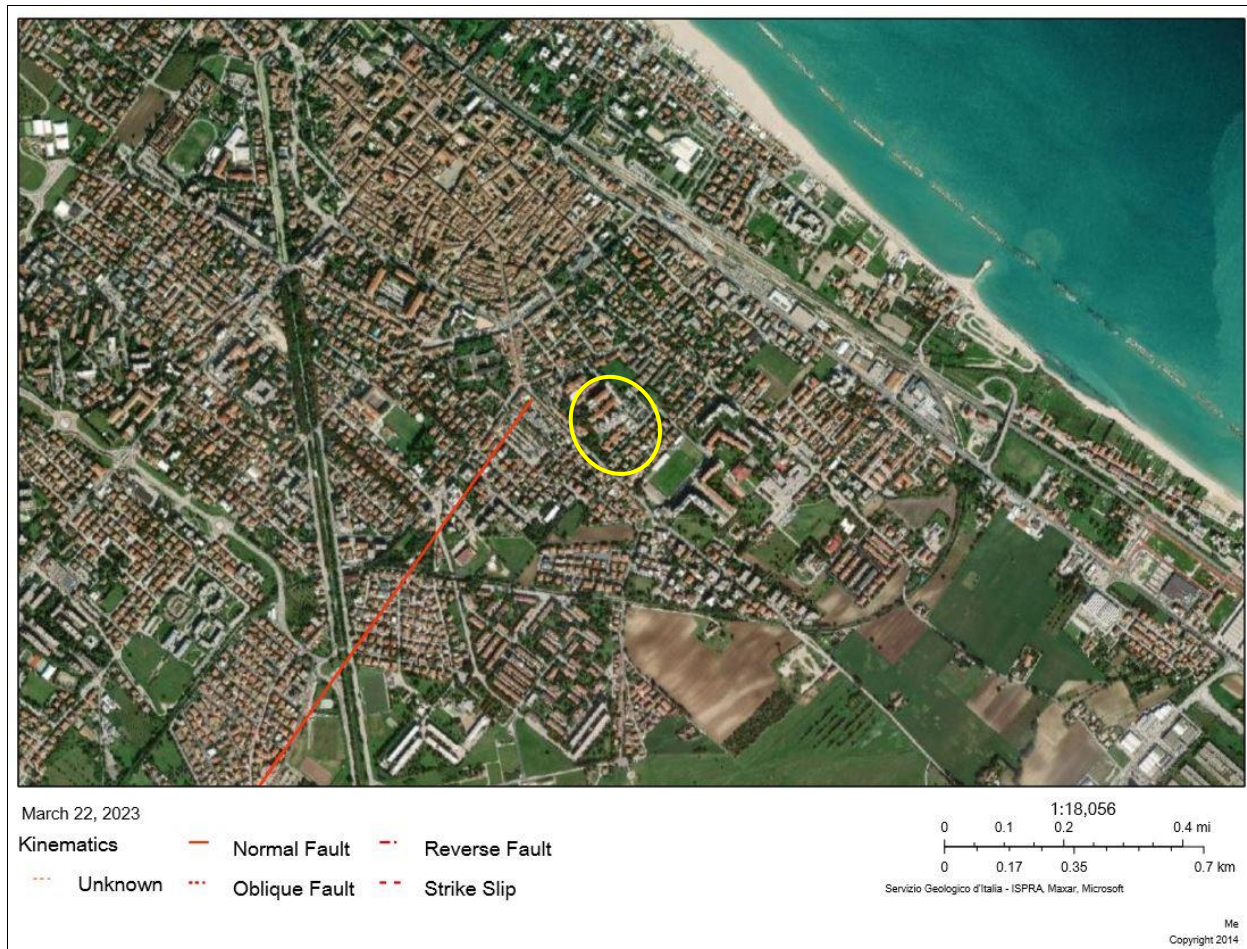 March 22, 2023
Kinematics
Unknown
Normal Fault
Oblique Fault
Reverse Fault
Strike Slip
1:18,056
0 0.1 0.2 0.4 mi
0 0.17 0.35 0.7 km
Servizio Geologico d'Italia - ISPRA, Maxar, Microsoft
Me
Copyright 2014